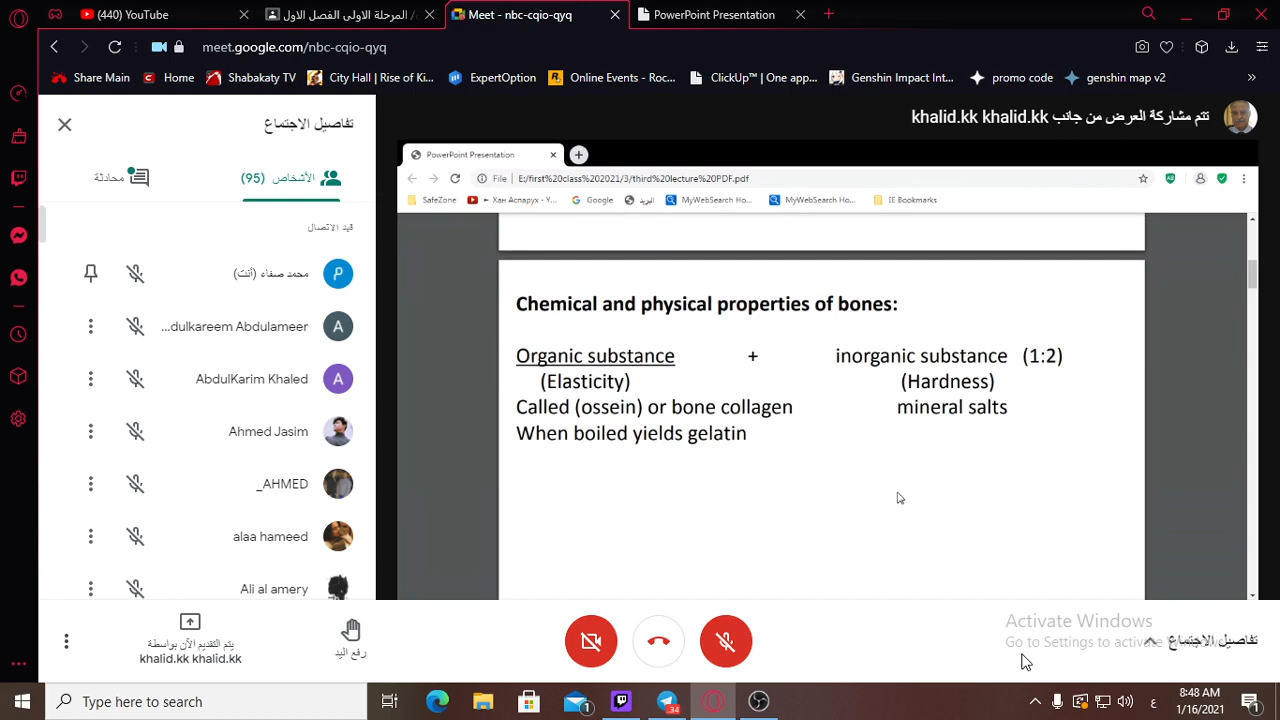 (440) YouTube
المرحلة الاولى الفصل الاول /
Meet - nbc-cqio-qyq
PowerPoint Presentation
meet.google.com/nbc-cqio-qyq
Share Main
Home
Shabakaty TV
City Hall | Rise of Ki...
ExpertOption
Online Events - Roc...
ClickUp™ | One app...
Genshin Impact Int...
promo code
genshin map v2
تفاصيل الاجتماع
تتم مشاركة العرض من جانب khalid.kk khalid.kk
محادثة
الأشخاص (95)
قيد الاتصال
محمد صفاء (أنت)
...dulkareem Abdulameer
AbdulKarim Khaled
Ahmed Jasim
_AHMED
alaa hameed
Ali al amery
P
A
A
PowerPoint Presentation
File | E:/first%20class%202021/3/third%20lecture%20PDF.pdf
SafeZone
Хан Аспарух - Y...
Google
البريد
MyWebSearch Ho...
MyWebSearch Ho...
IE Bookmarks
Chemical and physical properties of bones:
Organic substance + inorganic substance (1:2)
(Elasticity) (Hardness)
Called (ossein) or bone collagen mineral salts
When boiled yields gelatin
يتم التقديم الآن بواسطة
khalid.kk khalid.kk
رفع اليد
Activate Windows
Go to Settings to activate Windows.
تفاصيل الاجتماع
Type here to search
1
34
ع
8:48 AM
1/16/2021
1